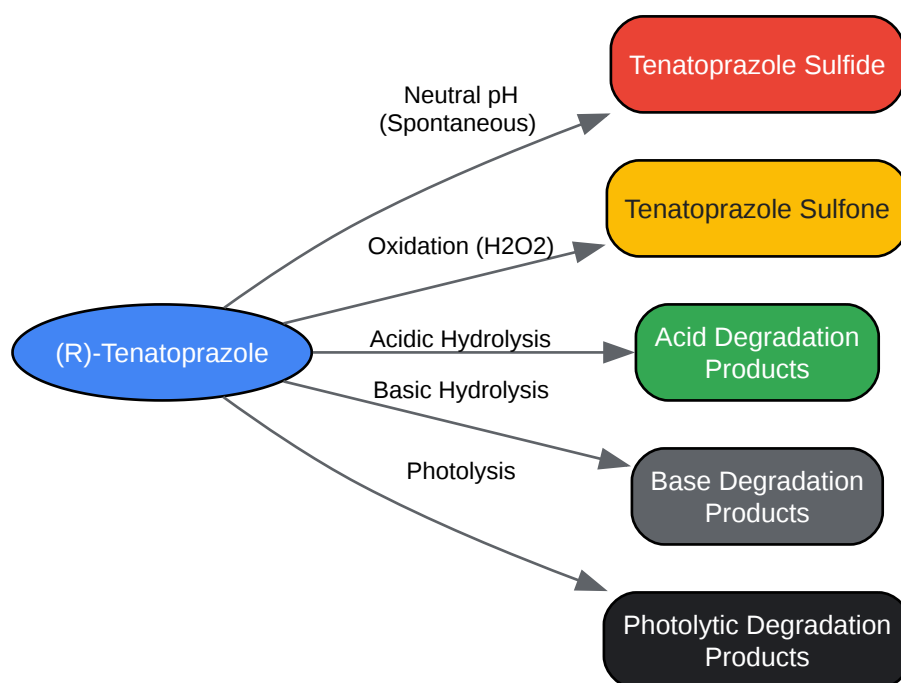 Tenatoprazole Sulfide
Neutral pH
(Spontaneous)
Tenatoprazole Sulfone
Oxidation (H2O2)
(R)-Tenatoprazole
Acidic Hydrolysis
Acid Degradation
Products
Basic Hydrolysis
Base Degradation
Products
Photolysis
Photolytic Degradation
Products